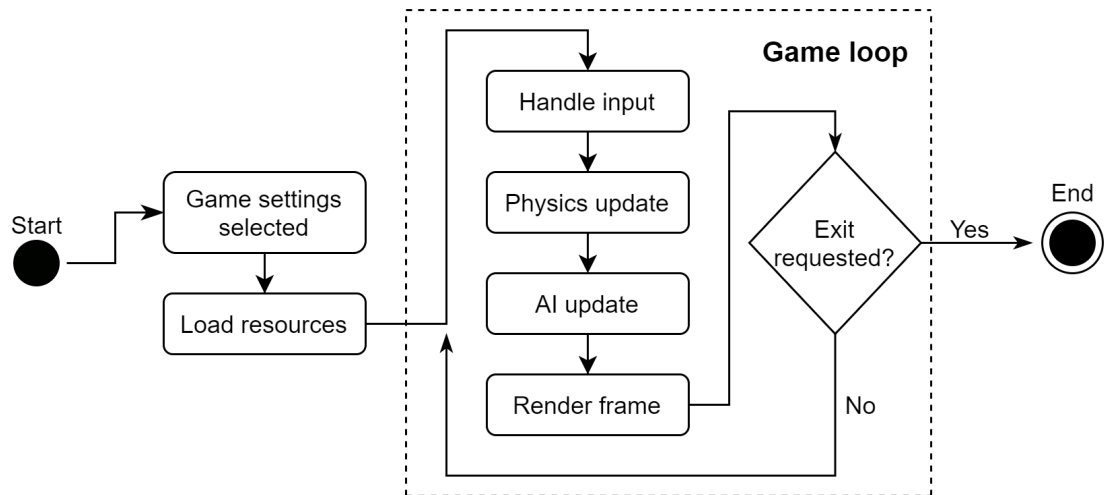 Start
Game settings
selected
Load resources
Game loop
Handle input
Physics update
AI update
Render frame
Exit
requested?
No
Yes
End